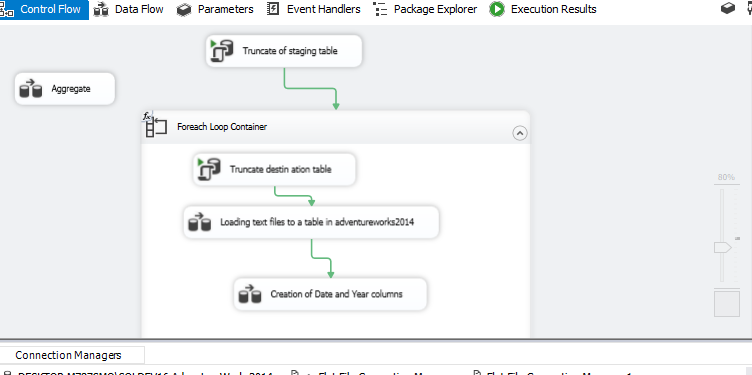 Control Flow Data Flow Parameters Event Handlers Package Explorer Execution Results
Truncate of staging table
Aggregate
fx
Foreach Loop Container
Truncate destin ation table
80%
Loading text files to a table in adventureworks2014
Creation of Date and Year columns
Connection Managers